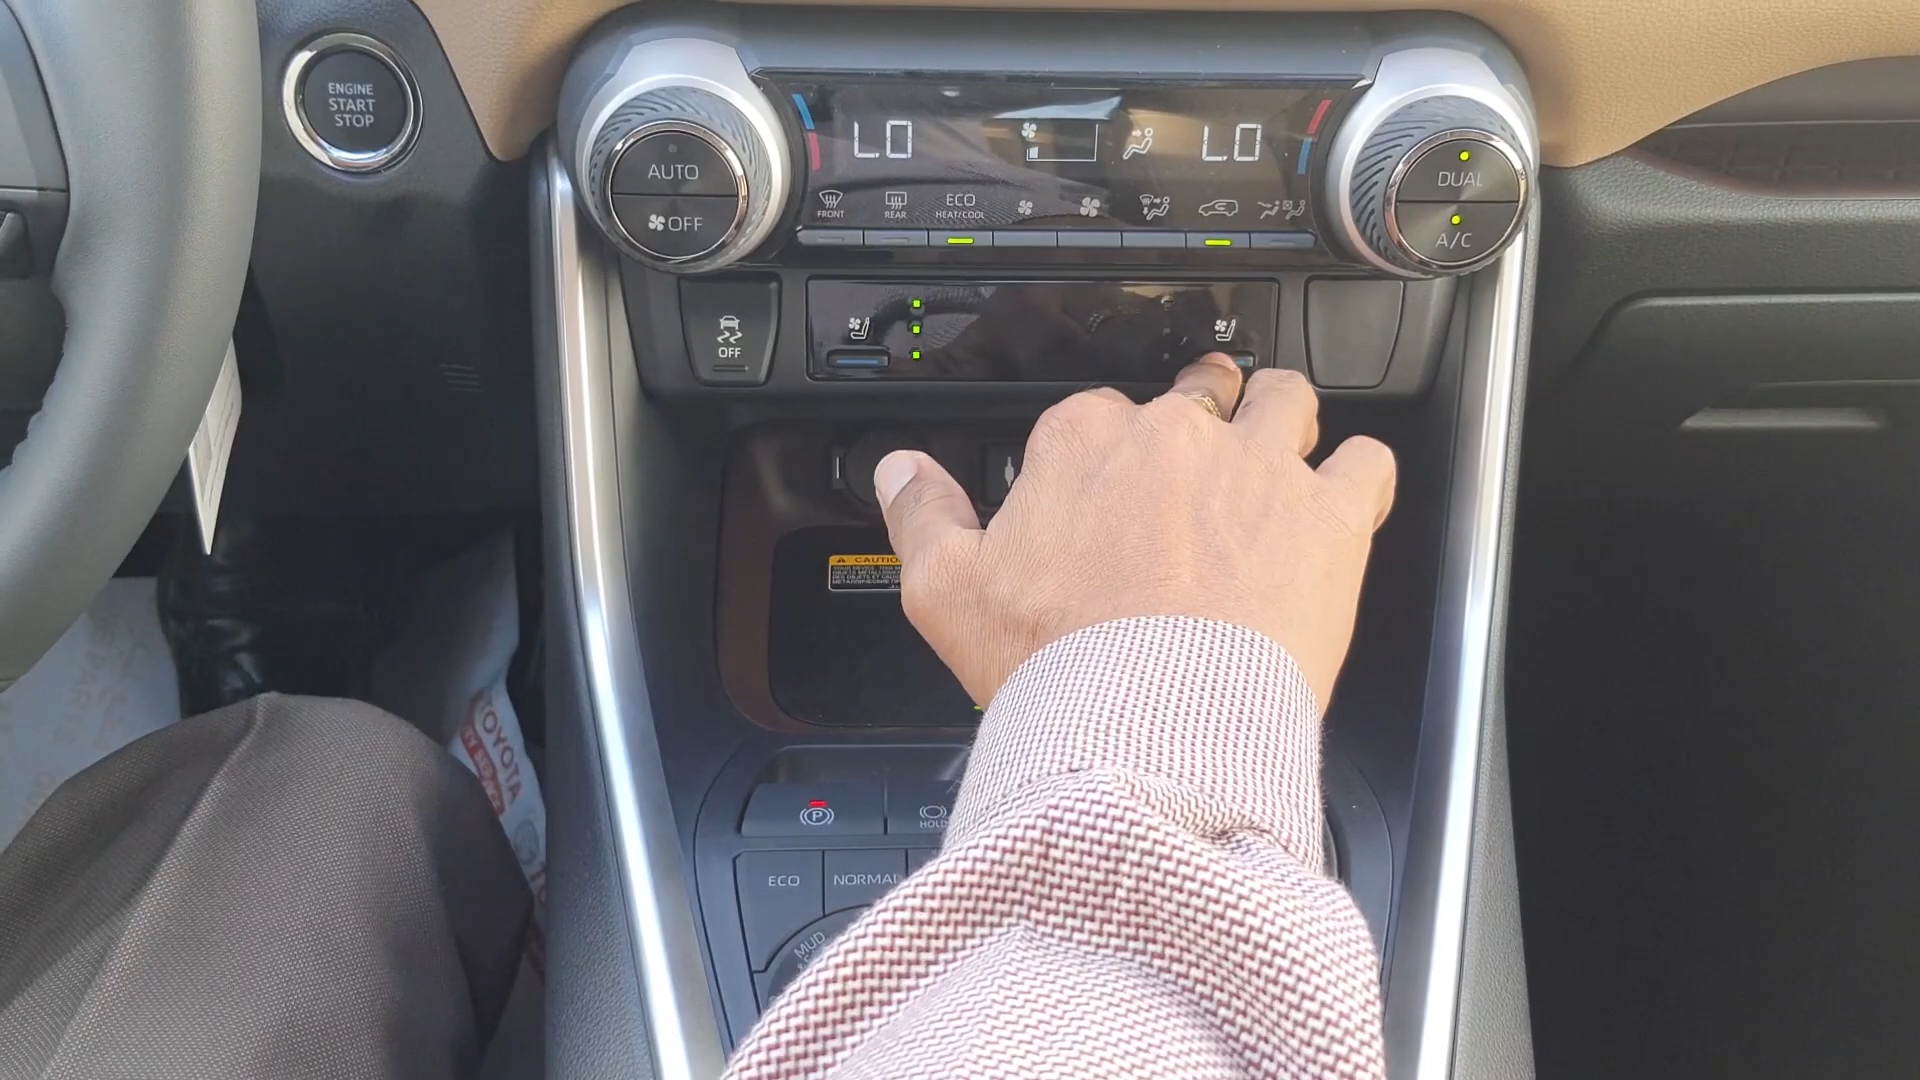 ENGINE
START
STOP
AUTO
OFF
LO
LO
FRONT
REAR
ECO
HEAT/COOL
DUAL
A/C
OFF
CAUTIO
TOYOTA
P
HOLD
ECO
NORMAL
MUD